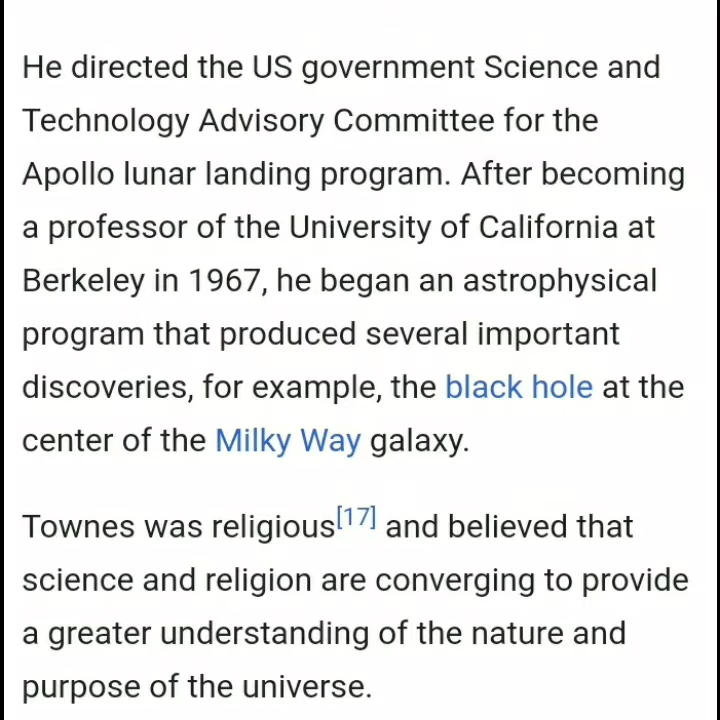 He directed the US government Science and
Technology Advisory Committee for the
Apollo lunar landing program. After becoming
a professor of the University of California at
Berkeley in 1967, he began an astrophysical
program that produced several important
discoveries, for example, the black hole at the
center of the Milky Way galaxy.
Townes was religious[17] and believed that
science and religion are converging to provide
a greater understanding of the nature and
purpose of the universe.